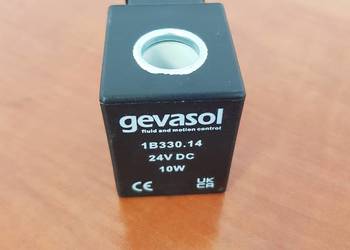 gevasol
fluid and motion control
1B330.14
24V DC
10W
CE UK
CA